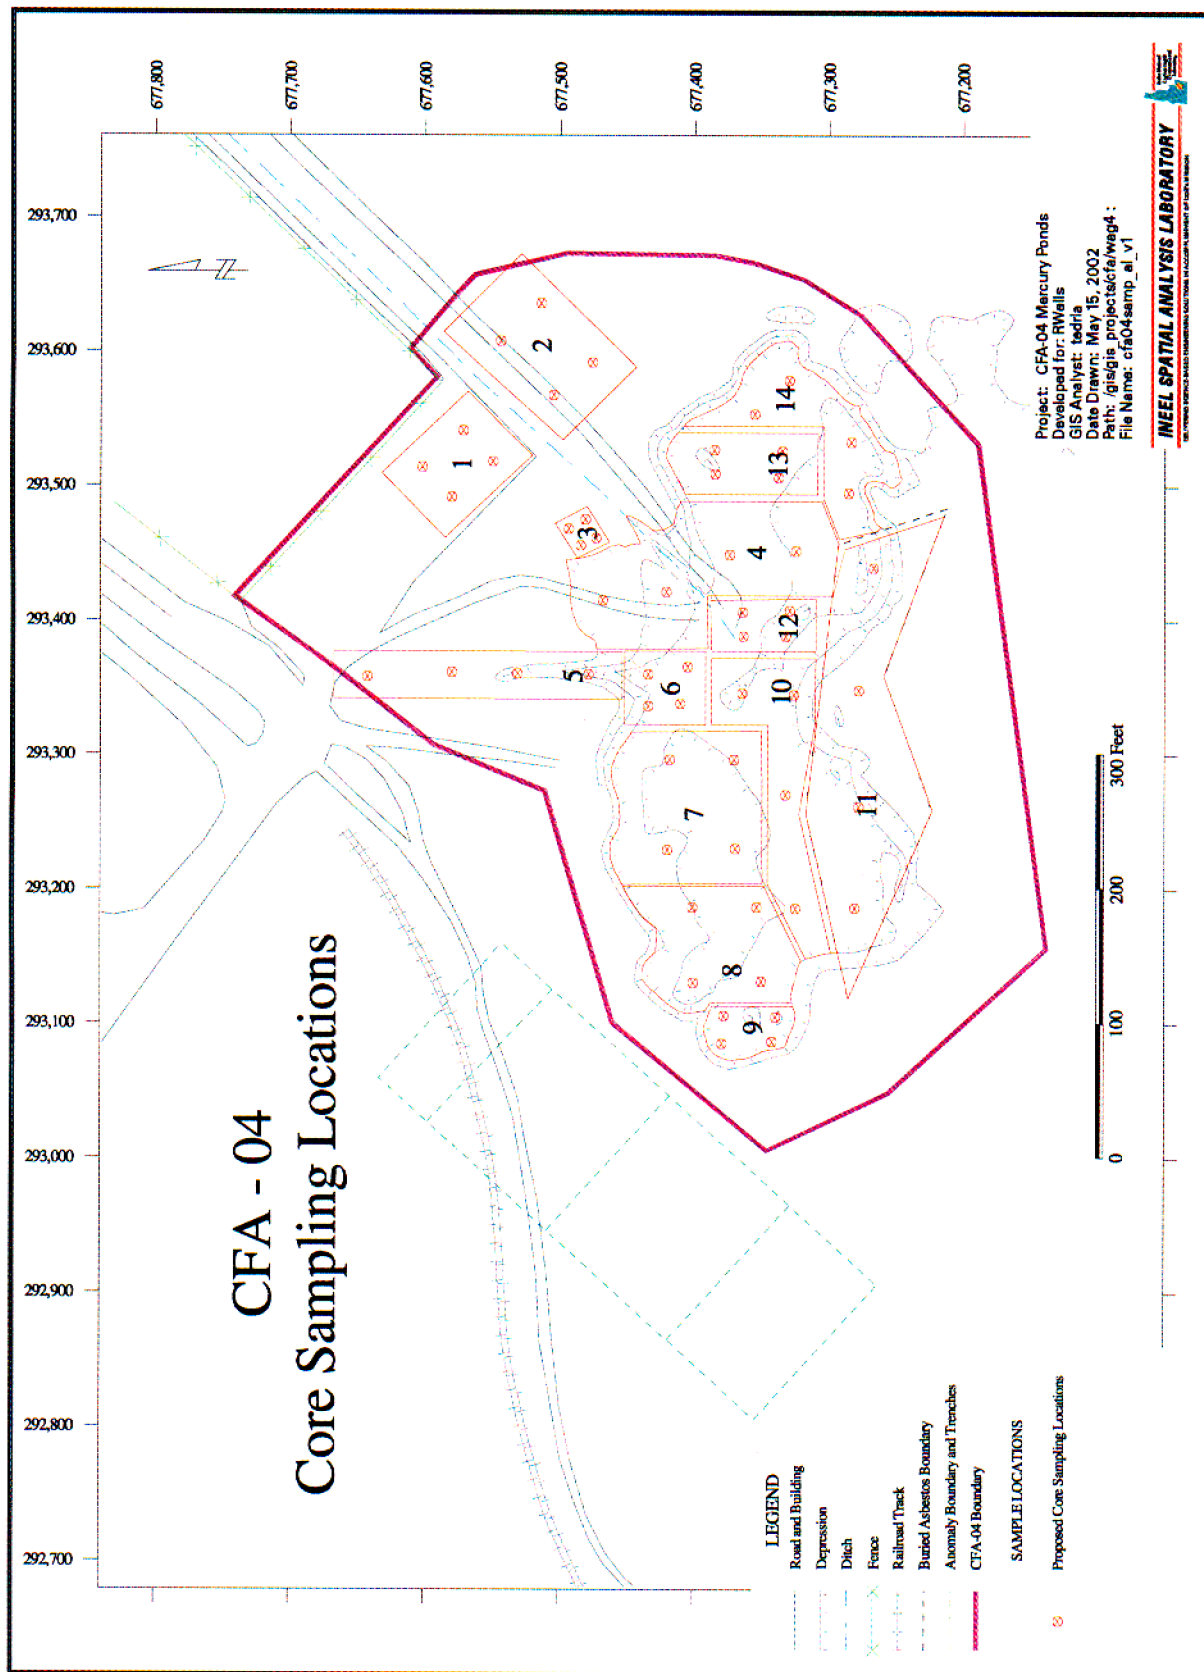 CFA - 04
Core Sampling Locations
292,700
292,800
292,900
293,000
293,100
293,200
293,300
293,400
293,500
293,600
293,700
677,800
677,700
677,600
677,500
677,400
677,300
677,200
1
2
3
4
5
6
7
8
9
10
11
12
13
14
LEGEND
Road and Building
Depression
Ditch
Fence
Railroad Track
Buried Asbestos Boundary
Anomaly Boundary and Trenches
CFA-04 Boundary
SAMPLE LOCATIONS
Proposed Core Sampling Locations
0 100 200 300 Feet
Project: CFA-04 Mercury Ponds
Developed for: RWells
GIS Analyst: tedria
Date Drawn: May 15, 2002
Path: /gis/gis_projects/cfa/wag4 :
File Name: cfa04samp_al_v1
INEEL SPATIAL ANALYSIS LABORATORY